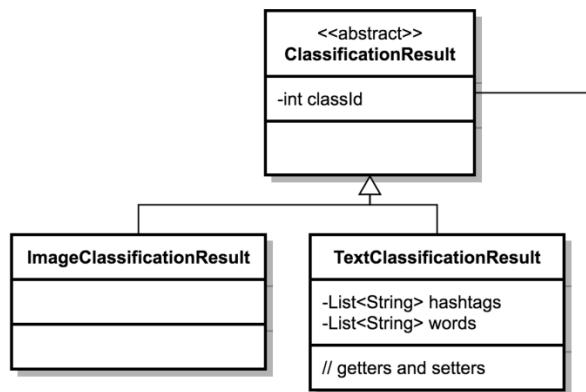 <<abstract>>
ClassificationResult
-int classId
ImageClassificationResult
TextClassificationResult
-List<String> hashtags
-List<String> words
// getters and setters